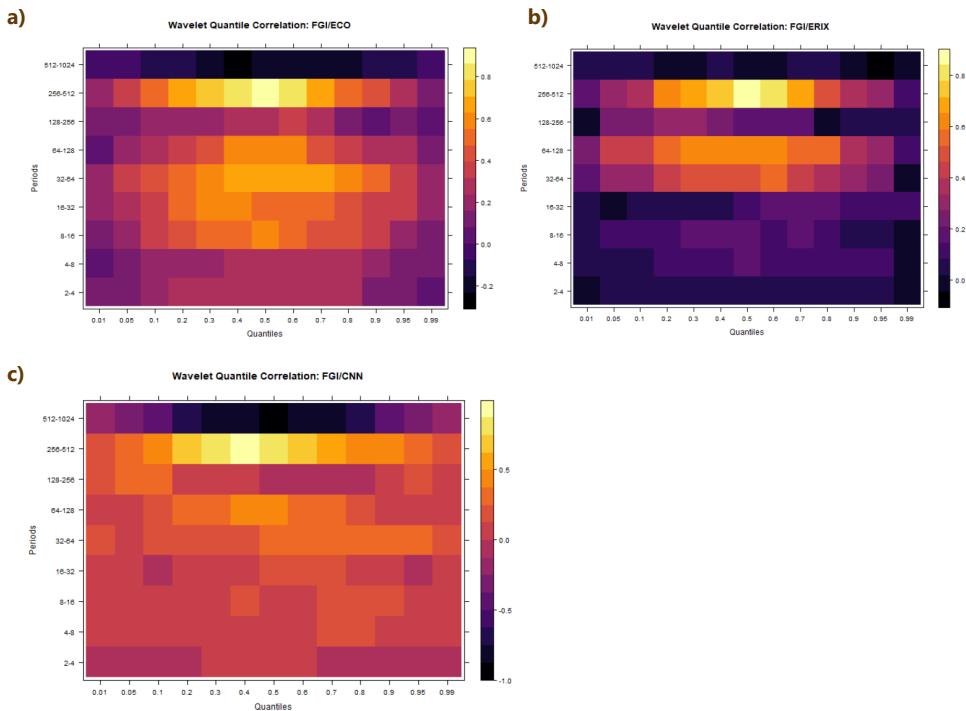 a)
Wavelet Quantile Correlation: FGI/ECO
Periods
512-1024
256-512
128-256
64-128
32-64
16-32
8-16
4-8
2-4
0.01 0.05 0.1 0.2 0.3 0.4 0.5 0.6 0.7 0.8 0.9 0.95 0.99
Quantiles
0.8
0.6
0.4
0.2
0.0
-0.2
b)
Wavelet Quantile Correlation: FGI/ERIX
Periods
512-1024
256-512
128-256
64-128
32-64
16-32
8-16
4-8
2-4
0.01 0.05 0.1 0.2 0.3 0.4 0.5 0.6 0.7 0.8 0.9 0.95 0.99
Quantiles
0.8
0.6
0.4
0.2
0.0
c)
Wavelet Quantile Correlation: FGI/CNN
Periods
512-1024
256-512
128-256
64-128
32-64
16-32
8-16
4-8
2-4
0.01 0.05 0.1 0.2 0.3 0.4 0.5 0.6 0.7 0.8 0.9 0.95 0.99
Quantiles
0.5
0.0
-0.5
-1.0